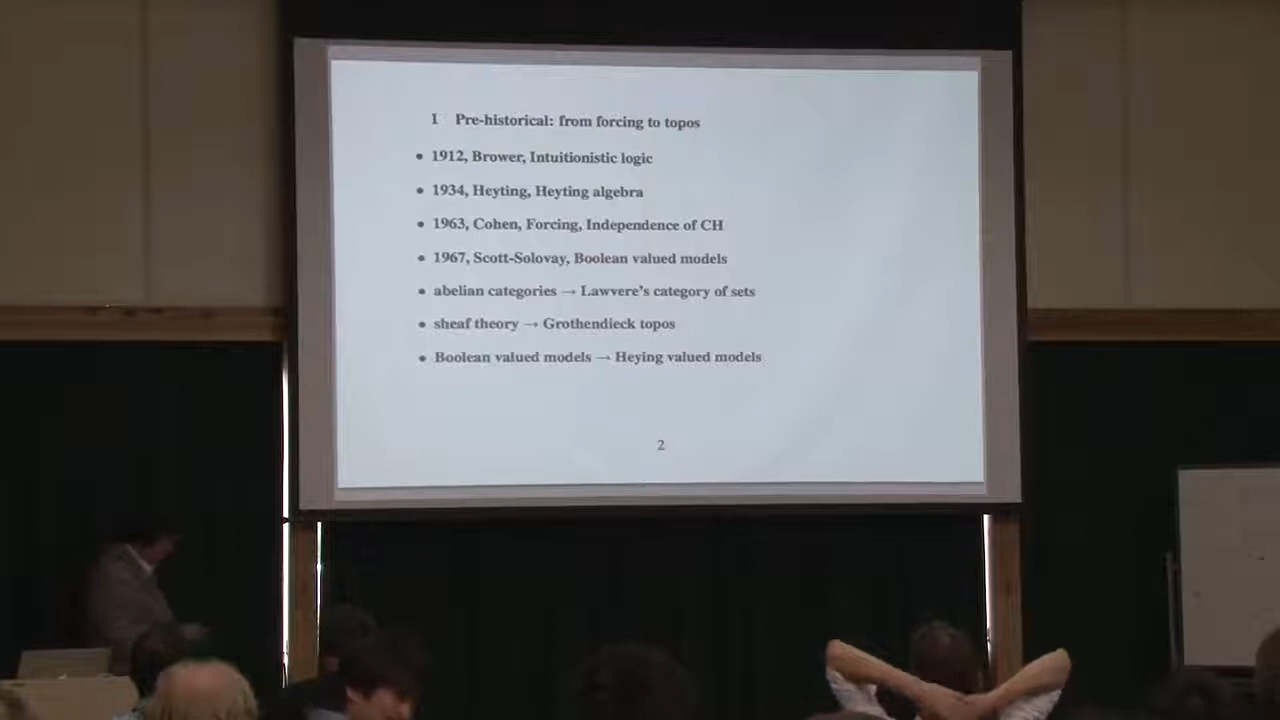 I Pre-historical: from forcing to topos
• 1912, Brower, Intuitionistic logic
• 1934, Heyting, Heyting algebra
• 1963, Cohen, Forcing, Independence of CH
• 1967, Scott-Solovay, Boolean valued models
• abelian categories → Lawvere's category of sets
• sheaf theory → Grothendieck topos
• Boolean valued models → Heying valued models
2